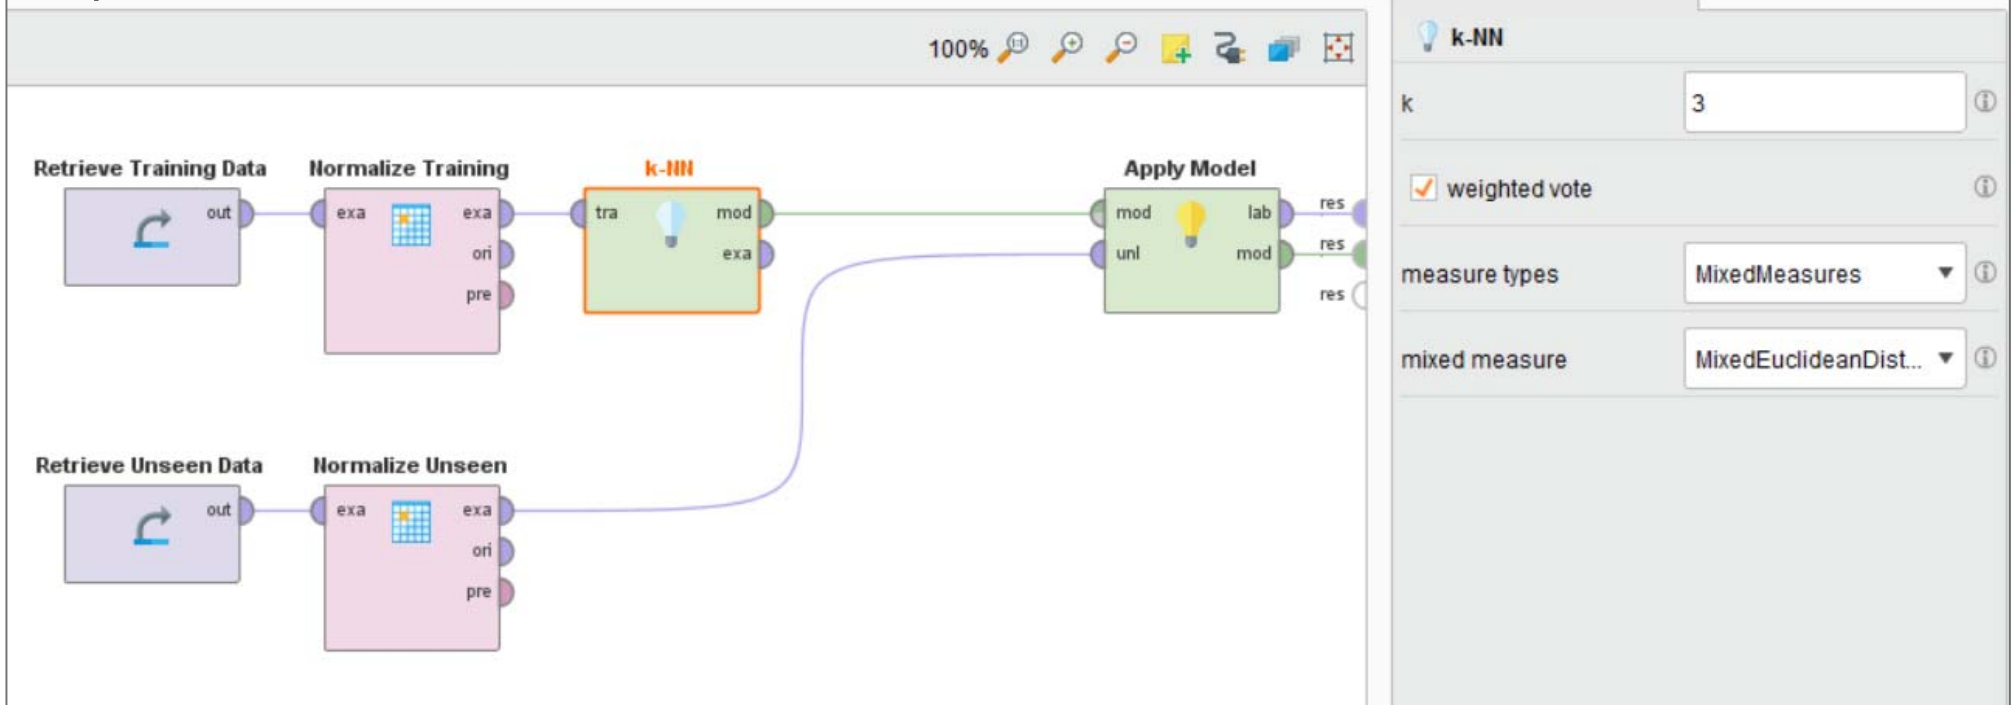 100%
k-NN
k
3
weighted vote
measure types
MixedMeasures
mixed measure
MixedEuclideanDist...
Retrieve Training Data
out
Normalize Training
exa
exa
ori
pre
k-NN
tra
mod
exa
Apply Model
mod
lab
unl
mod
res
res
res
Retrieve Unseen Data
out
Normalize Unseen
exa
exa
ori
pre